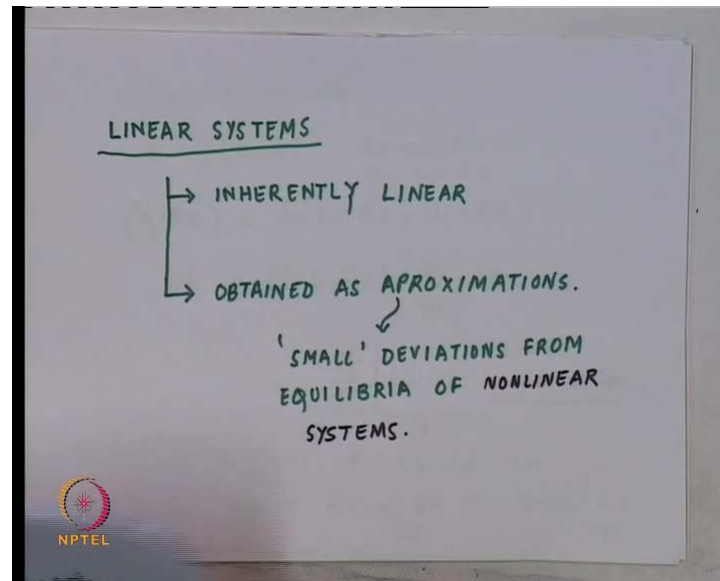 LINEAR SYSTEMS
→ INHERENTLY LINEAR
→ OBTAINED AS APROXIMATIONS.
'SMALL' DEVIATIONS FROM
EQUILIBRIA OF NONLINEAR
SYSTEMS.
NPTEL